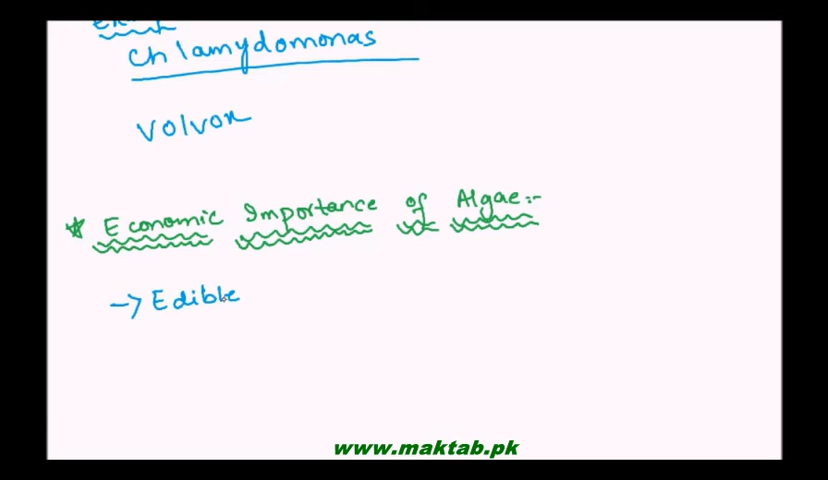 Chlamydomonas
Volvox
* Economic Importance of Algae:-
→ Edible
www.maktab.pk